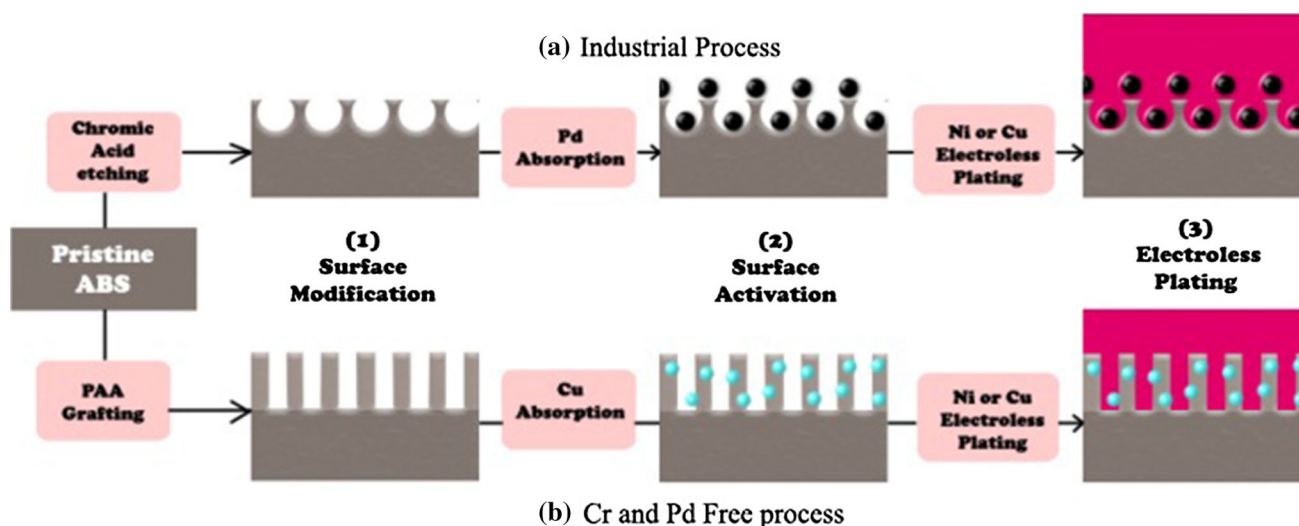 (a) Industrial Process
Chromic
Acid
etching
Pd
Absorption
Ni or Cu
Electroless
Plating
Pristine
ABS
(1)
Surface
Modification
(2)
Surface
Activation
(3)
Electroless
Plating
PAA
Grafting
Cu
Absorption
Ni or Cu
Electroless
Plating
(b) Cr and Pd Free process